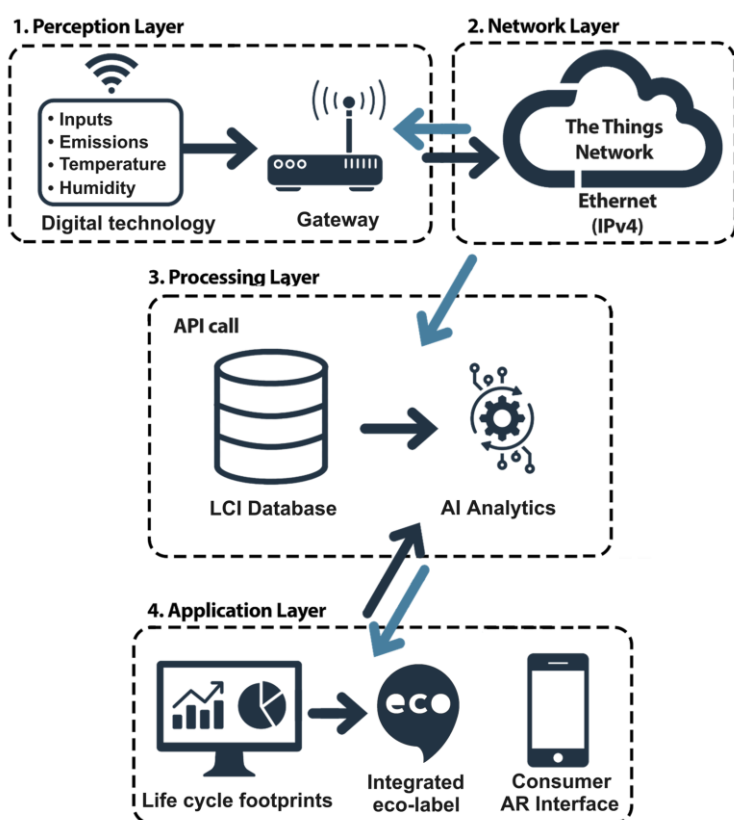 1. Perception Layer
• Inputs
• Emissions
• Temperature
• Humidity
Digital technology
Gateway
2. Network Layer
The Things
Network
Ethernet
(IPv4)
3. Processing Layer
API call
LCI Database
AI Analytics
4. Application Layer
Life cycle footprints
eco
Integrated
eco-label
Consumer
AR Interface